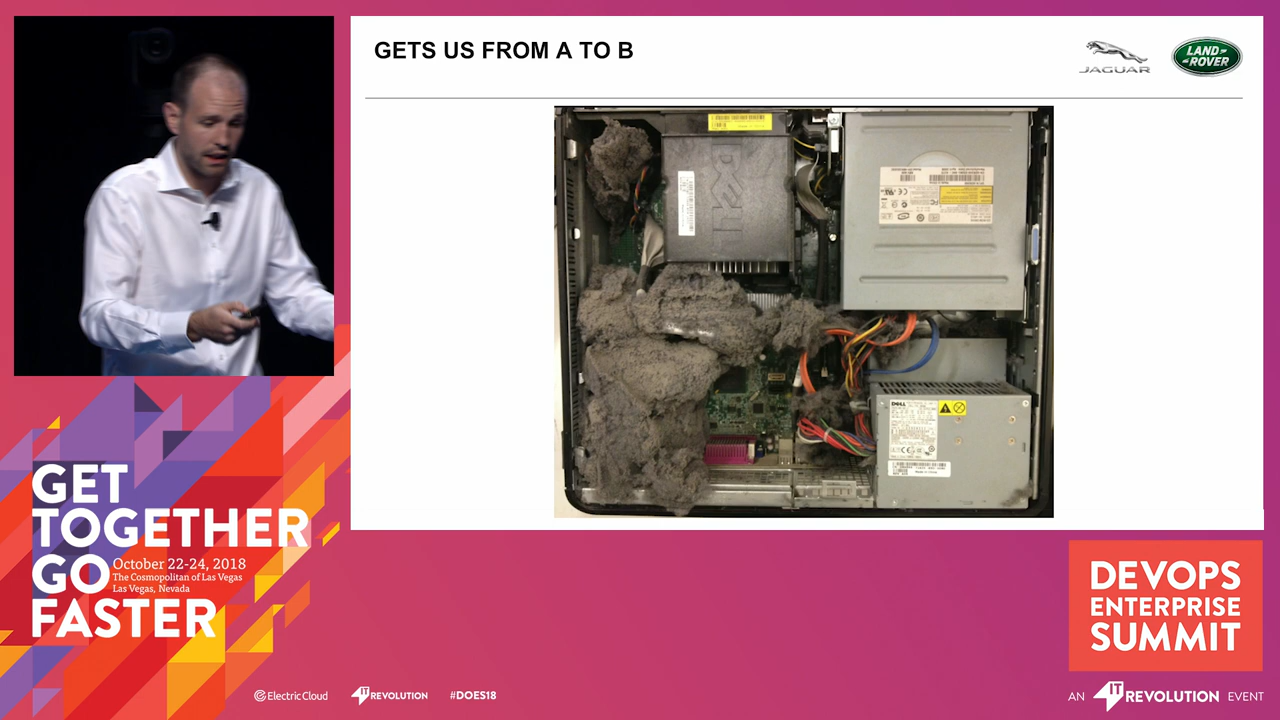 GETS US FROM A TO B
JAGUAR
LAND
ROVER
DELL
GET
TOGETHER
GO
October 22-24, 2018
The Cosmopolitan of Las Vegas
Las Vegas, Nevada
FASTER
DEVOPS
ENTERPRISE
SUMMIT
ElectricCloud
IT REVOLUTION
#DOES18
AN IT REVOLUTION EVENT